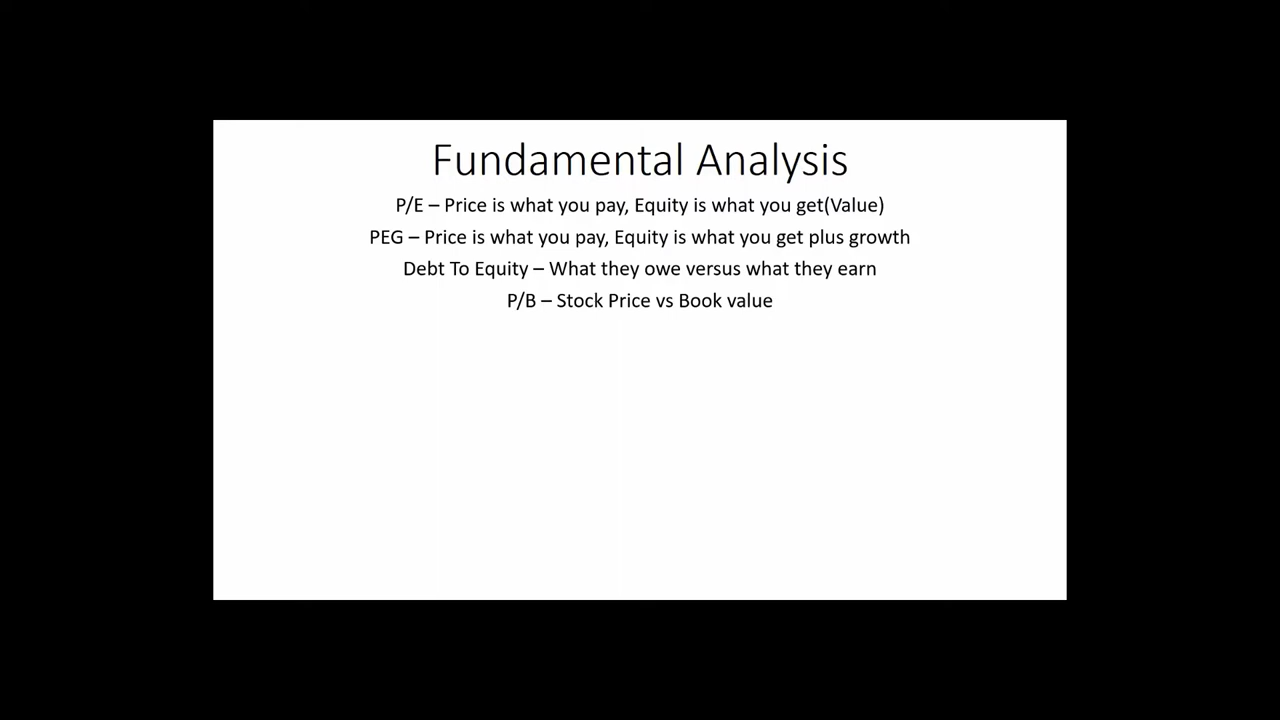 Fundamental Analysis
P/E – Price is what you pay, Equity is what you get(Value)
PEG – Price is what you pay, Equity is what you get plus growth
Debt To Equity – What they owe versus what they earn
P/B – Stock Price vs Book value